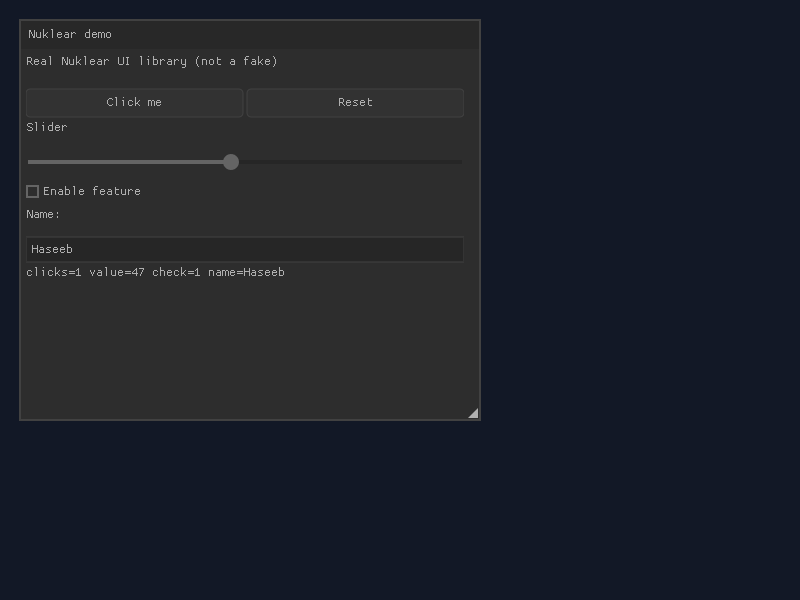 Nuklear demo
Real Nuklear UI library (not a fake)
Click me Reset
Slider
Enable feature
Name:
Haseeb
clicks=1 value=47 check=1 name=Haseeb